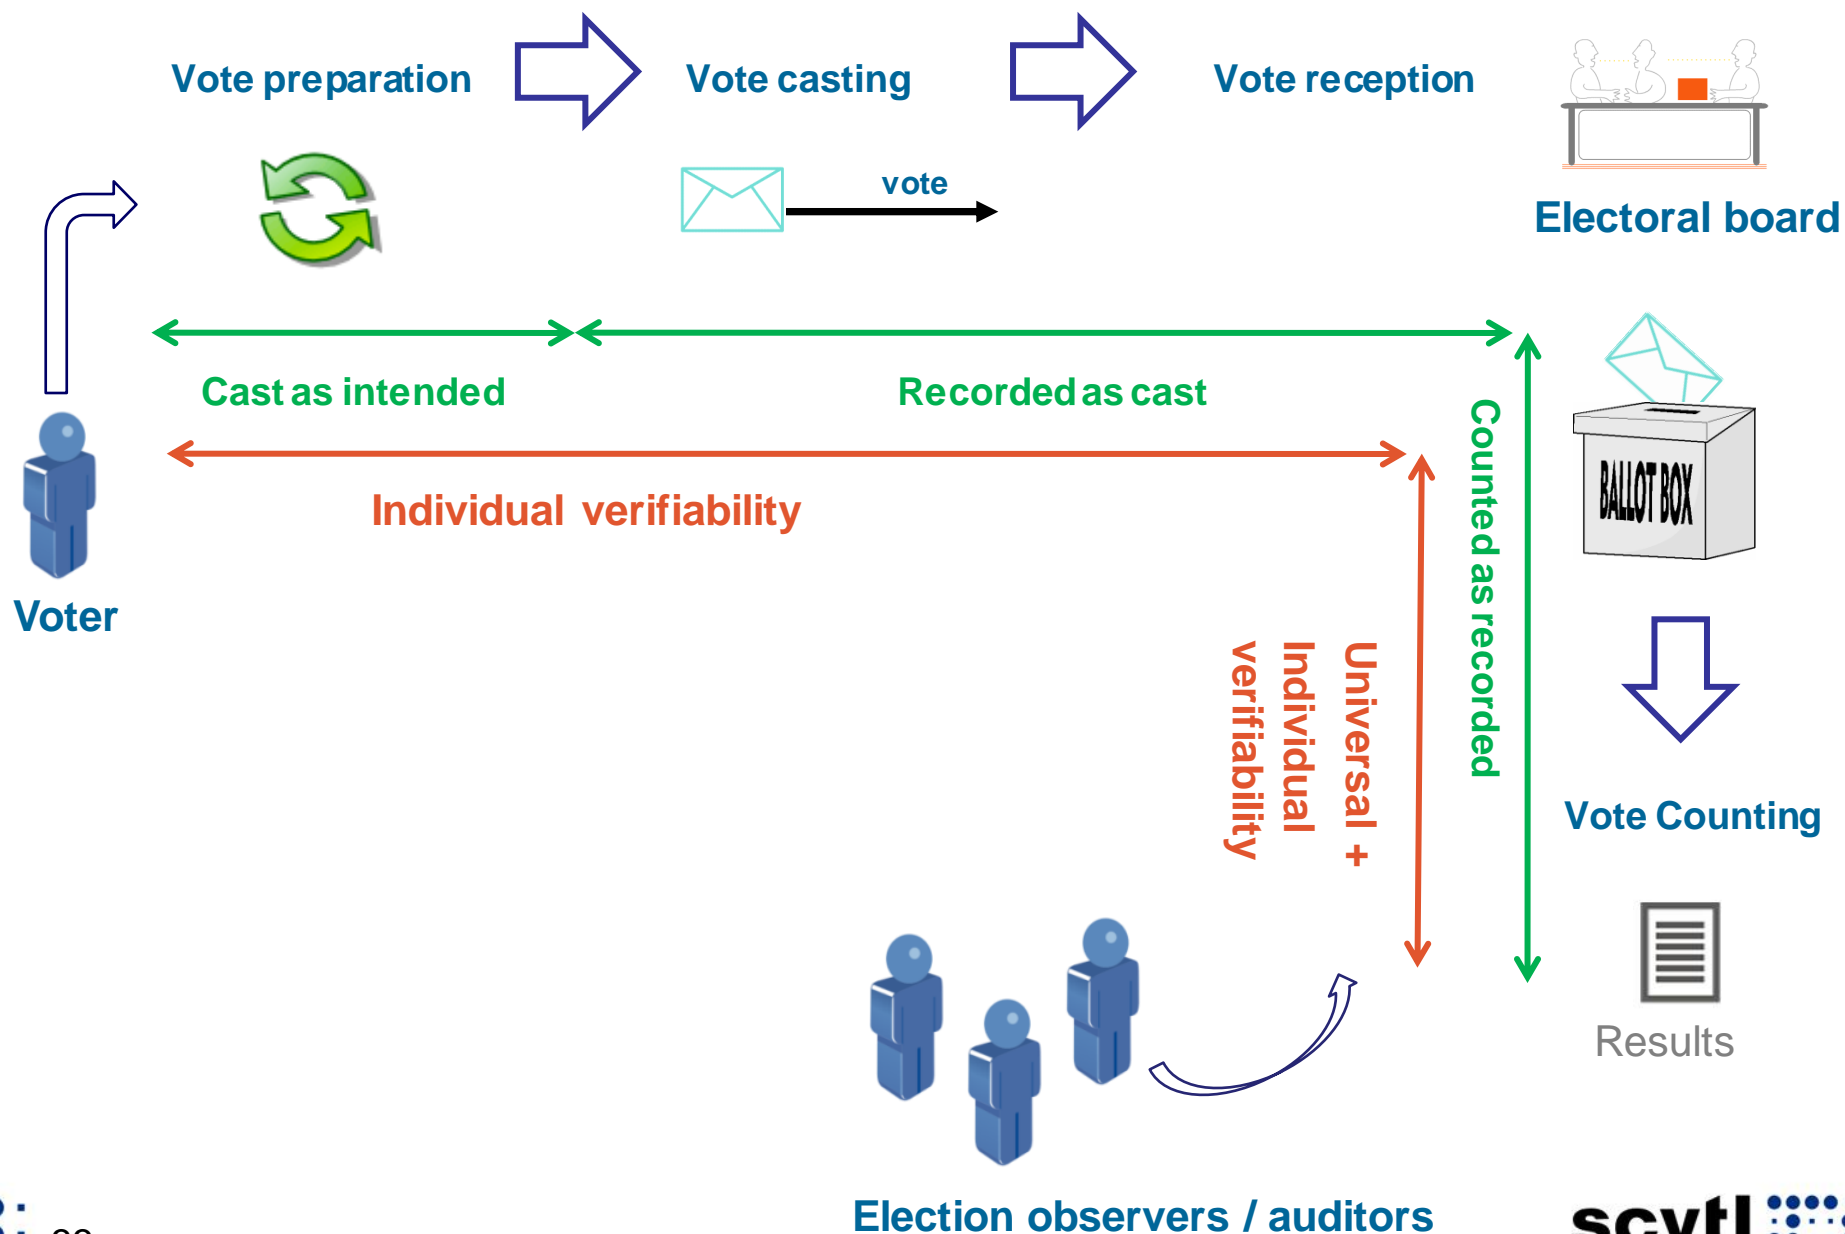 Vote preparation
Vote casting
Vote reception
vote
Electoral board
Cast as intended
Recorded as cast
Individual verifiability
Counted as recorded
BALLOT BOX
Voter
Universal +
Individual
verifiability
Vote Counting
Results
Election observers / auditors
scytl